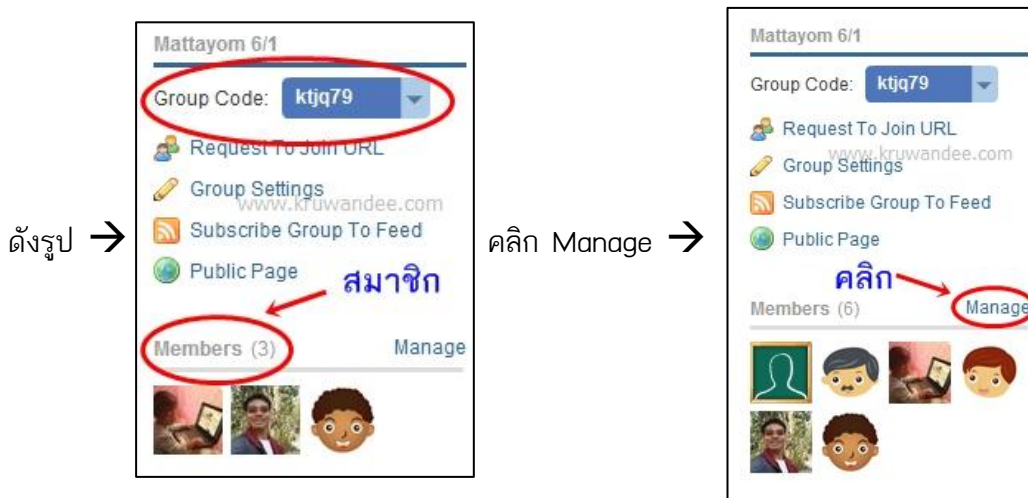 ดังรูป →
Mattayom 6/1
Group Code: ktjq79
Request To Join URL
Group Settings
www.kruwandee.com
Subscribe Group To Feed
Public Page
สมาชิก
Members (3) Manage
คลิก Manage →
Mattayom 6/1
Group Code: ktjq79
Request To Join URL
www.kruwandee.com
Group Settings
Subscribe Group To Feed
Public Page
คลิก
Members (6) Manage